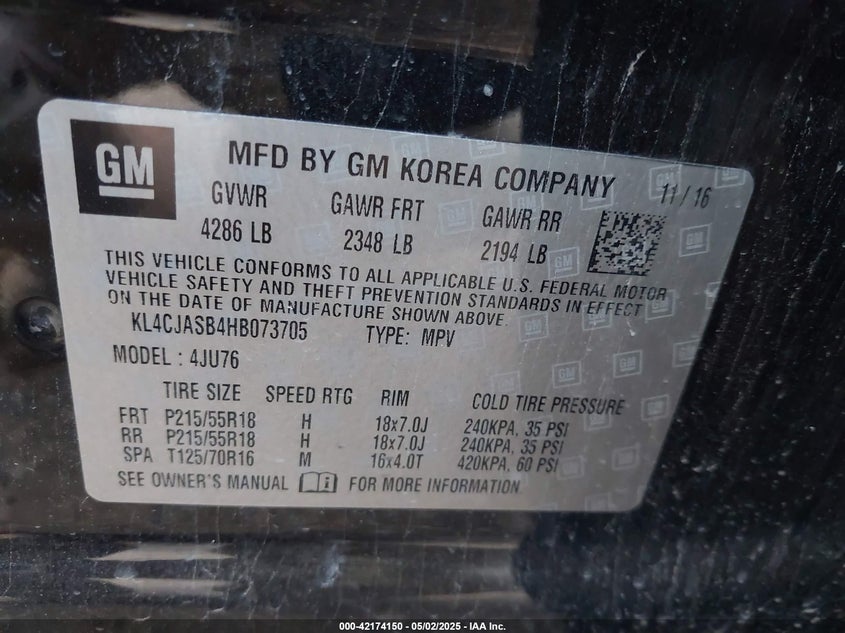 GM MFD BY GM KOREA COMPANY 11/16
GVWR GAWR FRT GAWR RR
4286 LB 2348 LB 2194 LB
THIS VEHICLE CONFORMS TO ALL APPLICABLE U.S. FEDERAL MOTOR
VEHICLE SAFETY AND THEFT PREVENTION STANDARDS IN EFFECT
ON THE DATE OF MANUFACTURE SHOWN ABOVE.
KL4CJASB4HB073705 TYPE: MPV
MODEL : 4JU76
TIRE SIZE SPEED RTG RIM COLD TIRE PRESSURE
FRT P215/55R18 H 18x7.0J 240KPA, 35 PSI
RR P215/55R18 H 18x7.0J 240KPA, 35 PSI
SPA T125/70R16 M 16x4.0T 420KPA, 60 PSI
SEE OWNER'S MANUAL FOR MORE INFORMATION
000-42174150 - 05/02/2025 - IAA Inc.